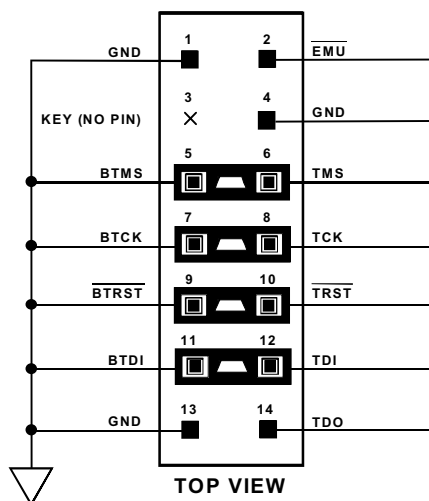 1 2
GND EMU
3 4
KEY (NO PIN) GND
5 6
BTMS TMS
7 8
BTCK TCK
9 10
BTRST TRST
11 12
BTDI TDI
13 14
GND TDO
TOP VIEW